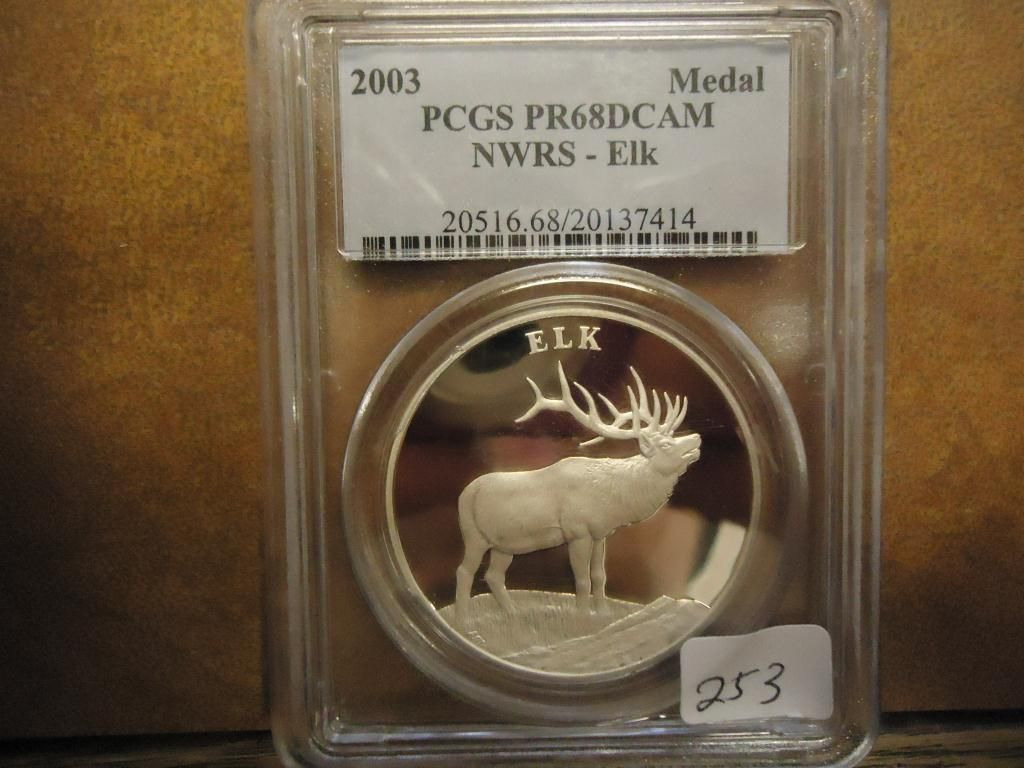 2003 Medal
PCGS PR68DCAM
NWRS - Elk
20516.68/20137414
ELK
253